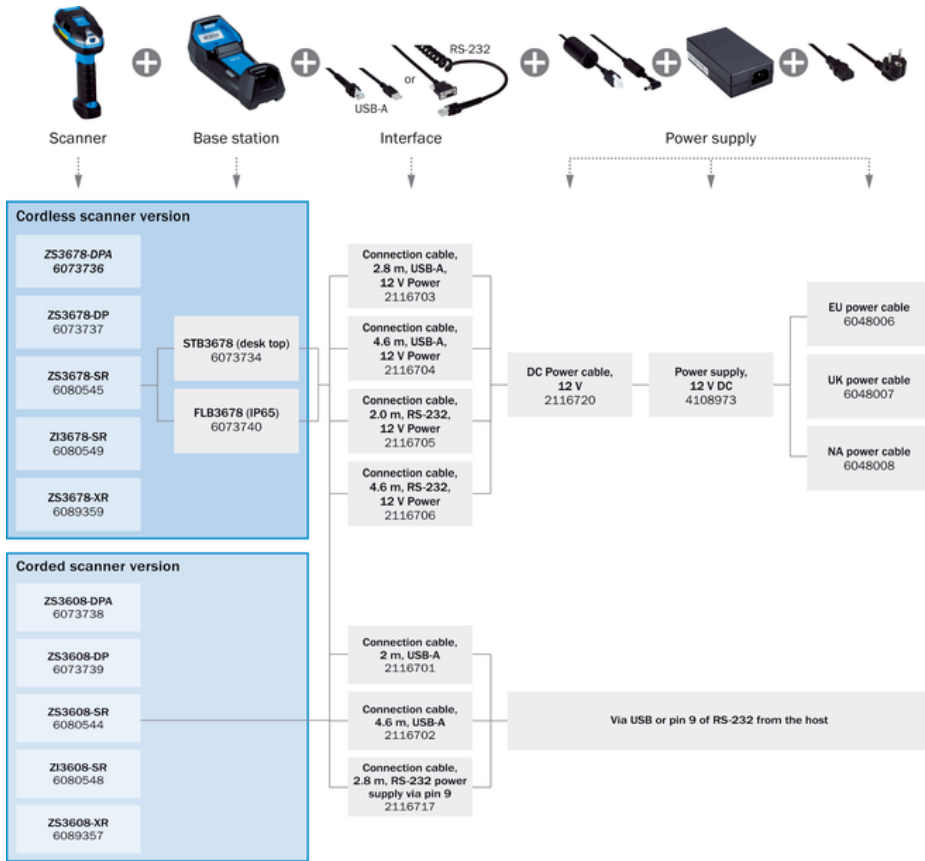 RS-232
or
USB-A
Scanner
Base station
Interface
Power supply
Cordless scanner version
ZS3678-DPA
6073736
ZS3678-DP
6073737
ZS3678-SR
6080545
ZI3678-SR
6080549
ZS3678-XR
6089359
STB3678 (desk top)
6073734
FLB3678 (IP65)
6073740
Connection cable,
2.8 m, USB-A,
12 V Power
2116703
Connection cable,
4.6 m, USB-A,
12 V Power
2116704
Connection cable,
2.0 m, RS-232,
12 V Power
2116705
Connection cable,
4.6 m, RS-232,
12 V Power
2116706
DC Power cable,
12 V
2116720
Power supply,
12 V DC
4108973
EU power cable
6048006
UK power cable
6048007
NA power cable
6048008
Corded scanner version
ZS3608-DPA
6073738
ZS3608-DP
6073739
ZS3608-SR
6080544
ZI3608-SR
6080548
ZS3608-XR
6089357
Connection cable,
2 m, USB-A
2116701
Connection cable,
4.6 m, USB-A
2116702
Connection cable,
2.8 m, RS-232 power
supply via pin 9
2116717
Via USB or pin 9 of RS-232 from the host